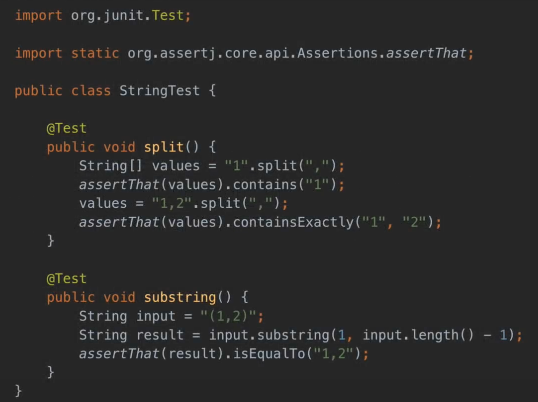 import org.junit.Test;
import static org.assertj.core.api.Assertions.assertThat;
public class StringTest {
@Test
public void split() {
String[] values = "1".split(",");
assertThat(values).contains("1");
values = "1,2".split(",");
assertThat(values).containsExactly("1", "2");
}
@Test
public void substring() {
String input = "(1,2)";
String result = input.substring(1, input.length() - 1);
assertThat(result).isEqualTo("1,2");
}
}